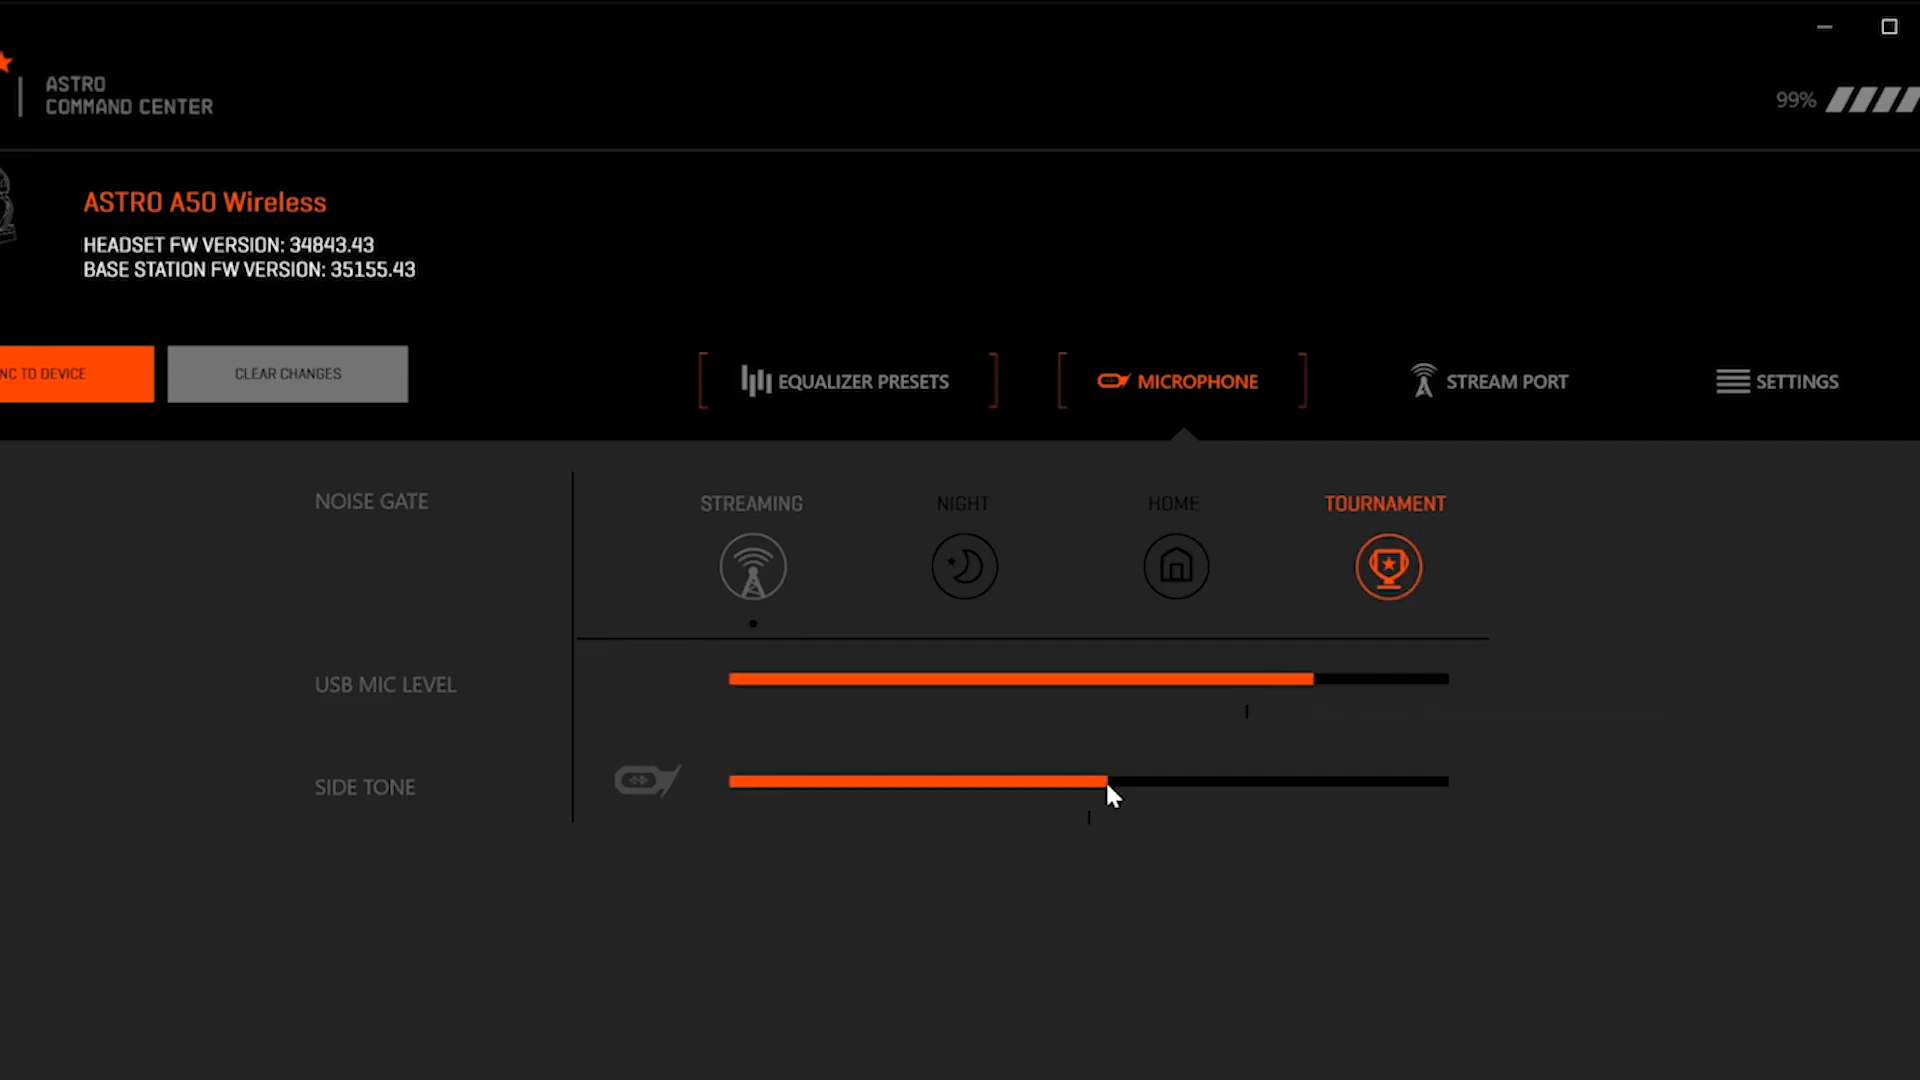 ASTRO
COMMAND CENTER
99%
ASTRO A50 Wireless
HEADSET FW VERSION: 34843.43
BASE STATION FW VERSION: 35155.43
NC TO DEVICE
CLEAR CHANGES
EQUALIZER PRESETS
MICROPHONE
STREAM PORT
SETTINGS
NOISE GATE
STREAMING
NIGHT
HOME
TOURNAMENT
USB MIC LEVEL
SIDE TONE